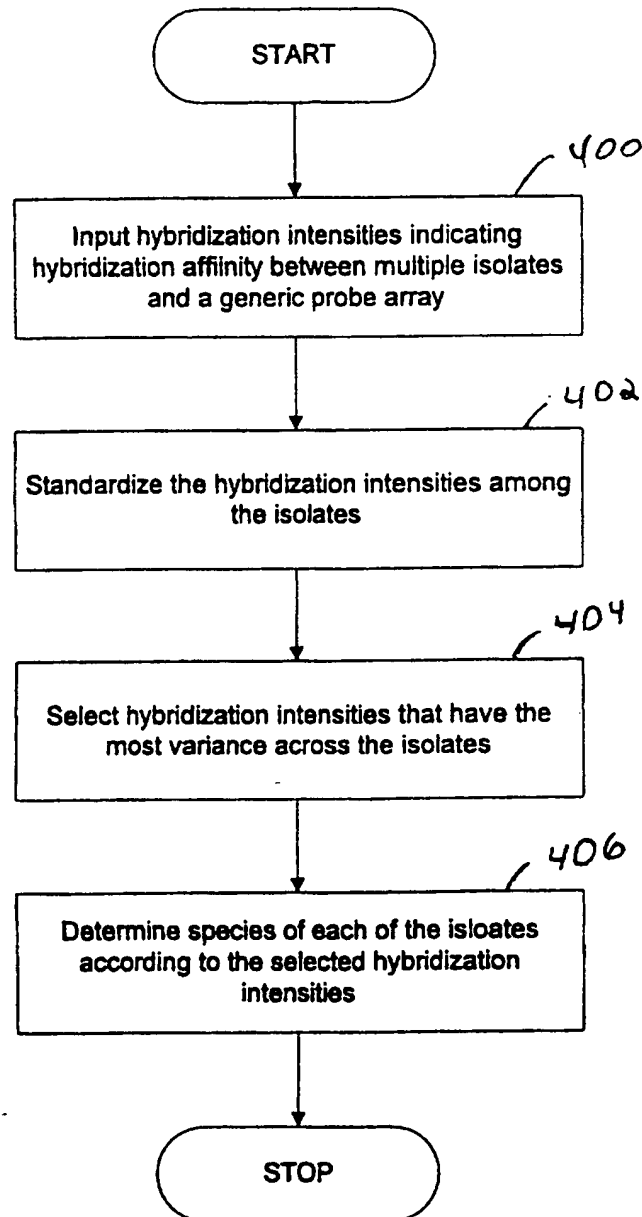 START
400
Input hybridization intensities indicating
hybridization affiinity between multiple isolates
and a generic probe array
402
Standardize the hybridization intensities among
the isolates
404
Select hybridization intensities that have the
most variance across the isolates
406
Determine species of each of the isloates
according to the selected hybridization
intensities
STOP